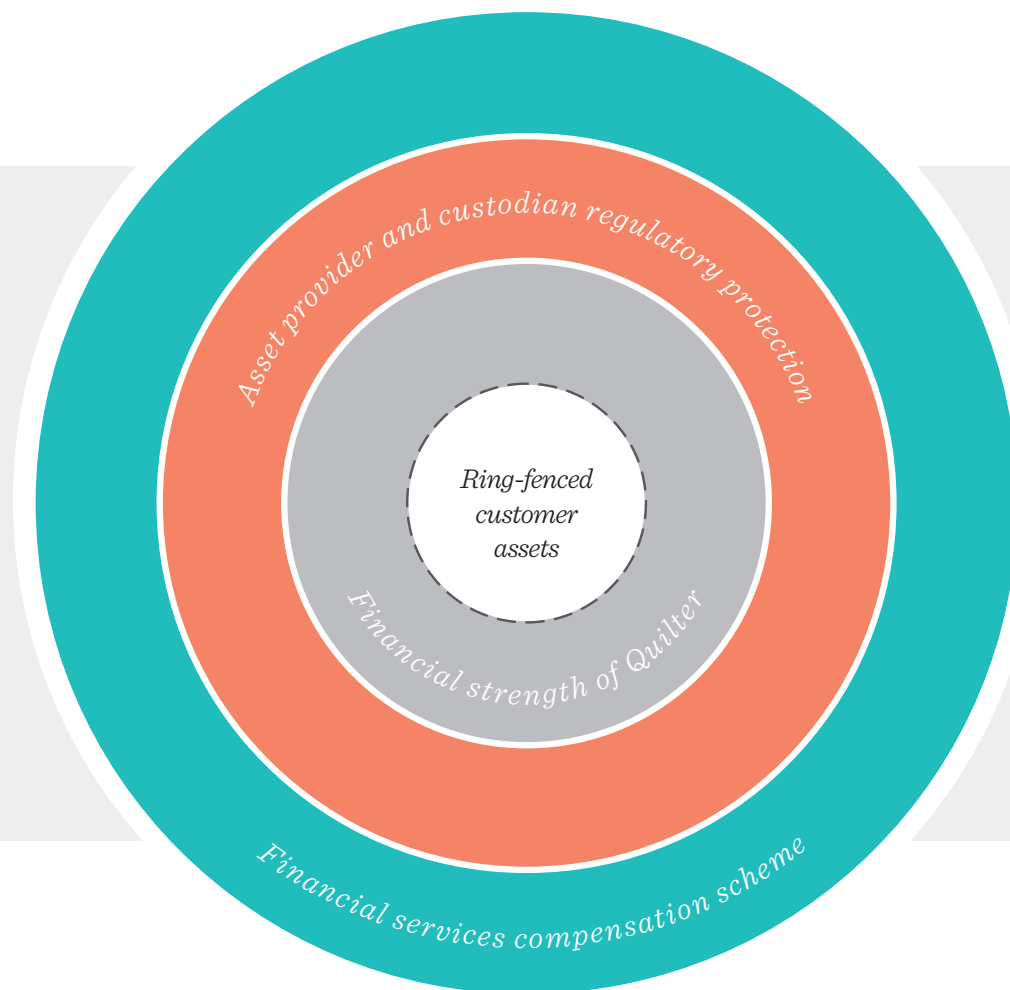 Asset provider and custodian regulatory protection
Ring-fenced
customer
assets
Financial strength of Quilter
Financial services compensation scheme